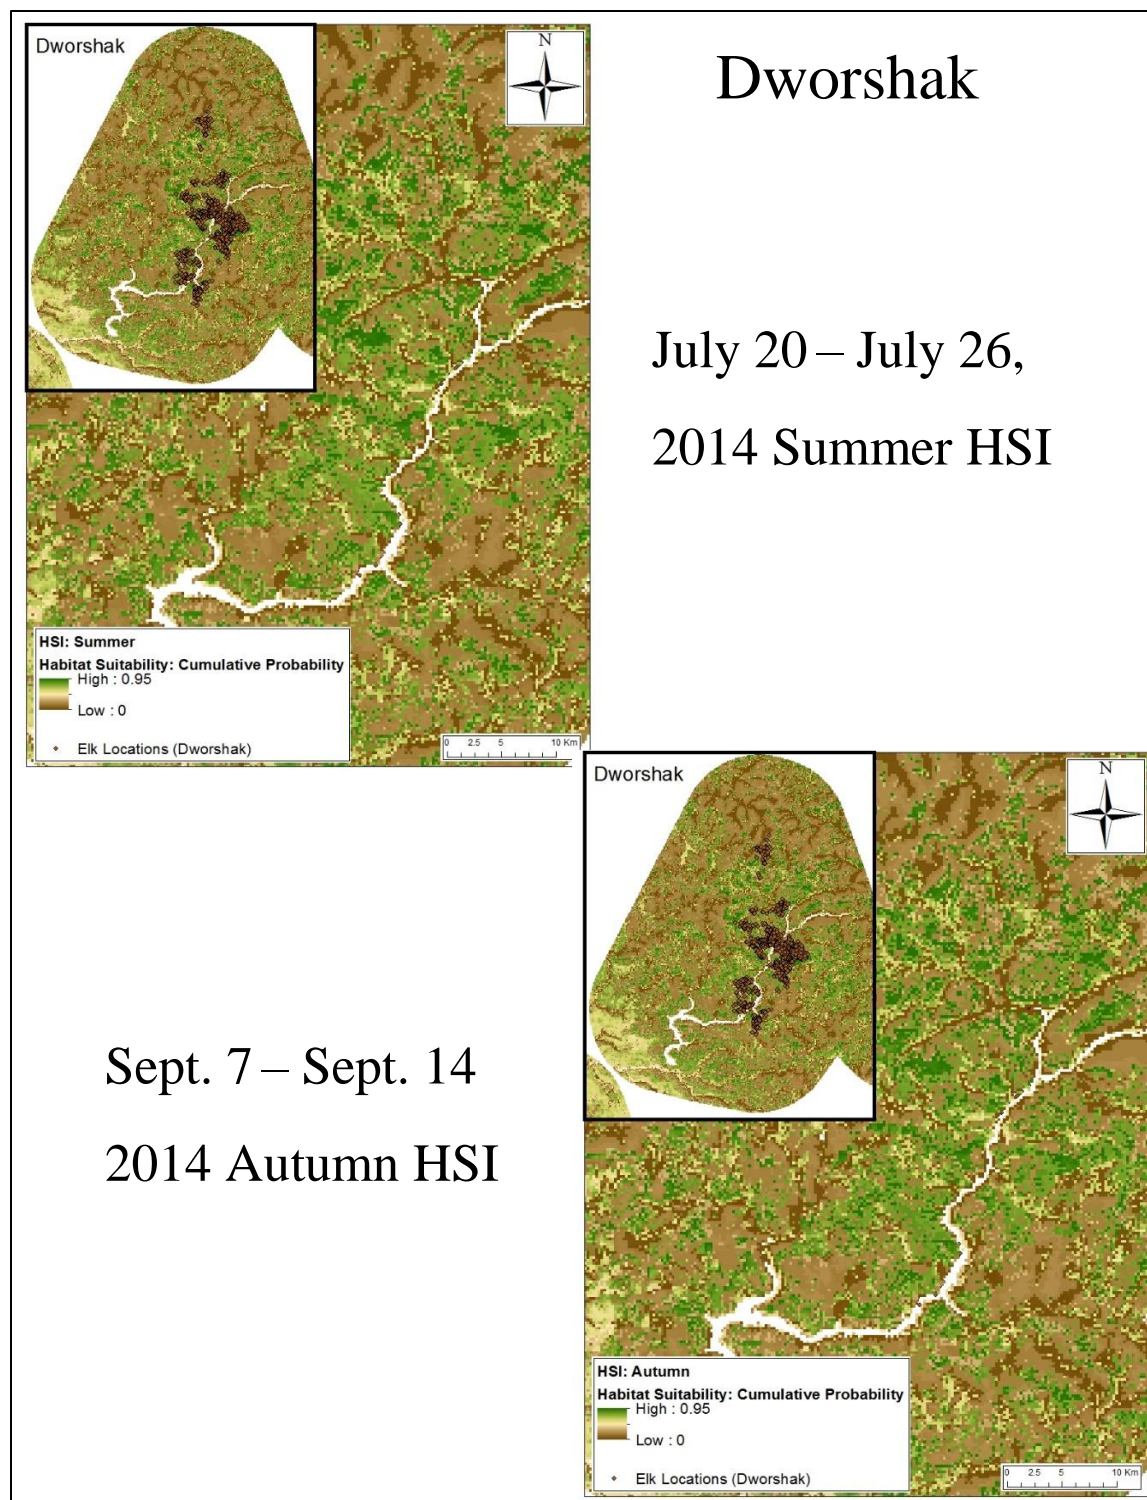 Dworshak
N
Dworshak
July 20 – July 26,
2014 Summer HSI
HSI: Summer
Habitat Suitability: Cumulative Probability
High : 0.95
Low : 0
Elk Locations (Dworshak)
0 2.5 5 10 Km
Dworshak
N
Sept. 7 – Sept. 14
2014 Autumn HSI
HSI: Autumn
Habitat Suitability: Cumulative Probability
High : 0.95
Low : 0
Elk Locations (Dworshak)
0 2.5 5 10 Km